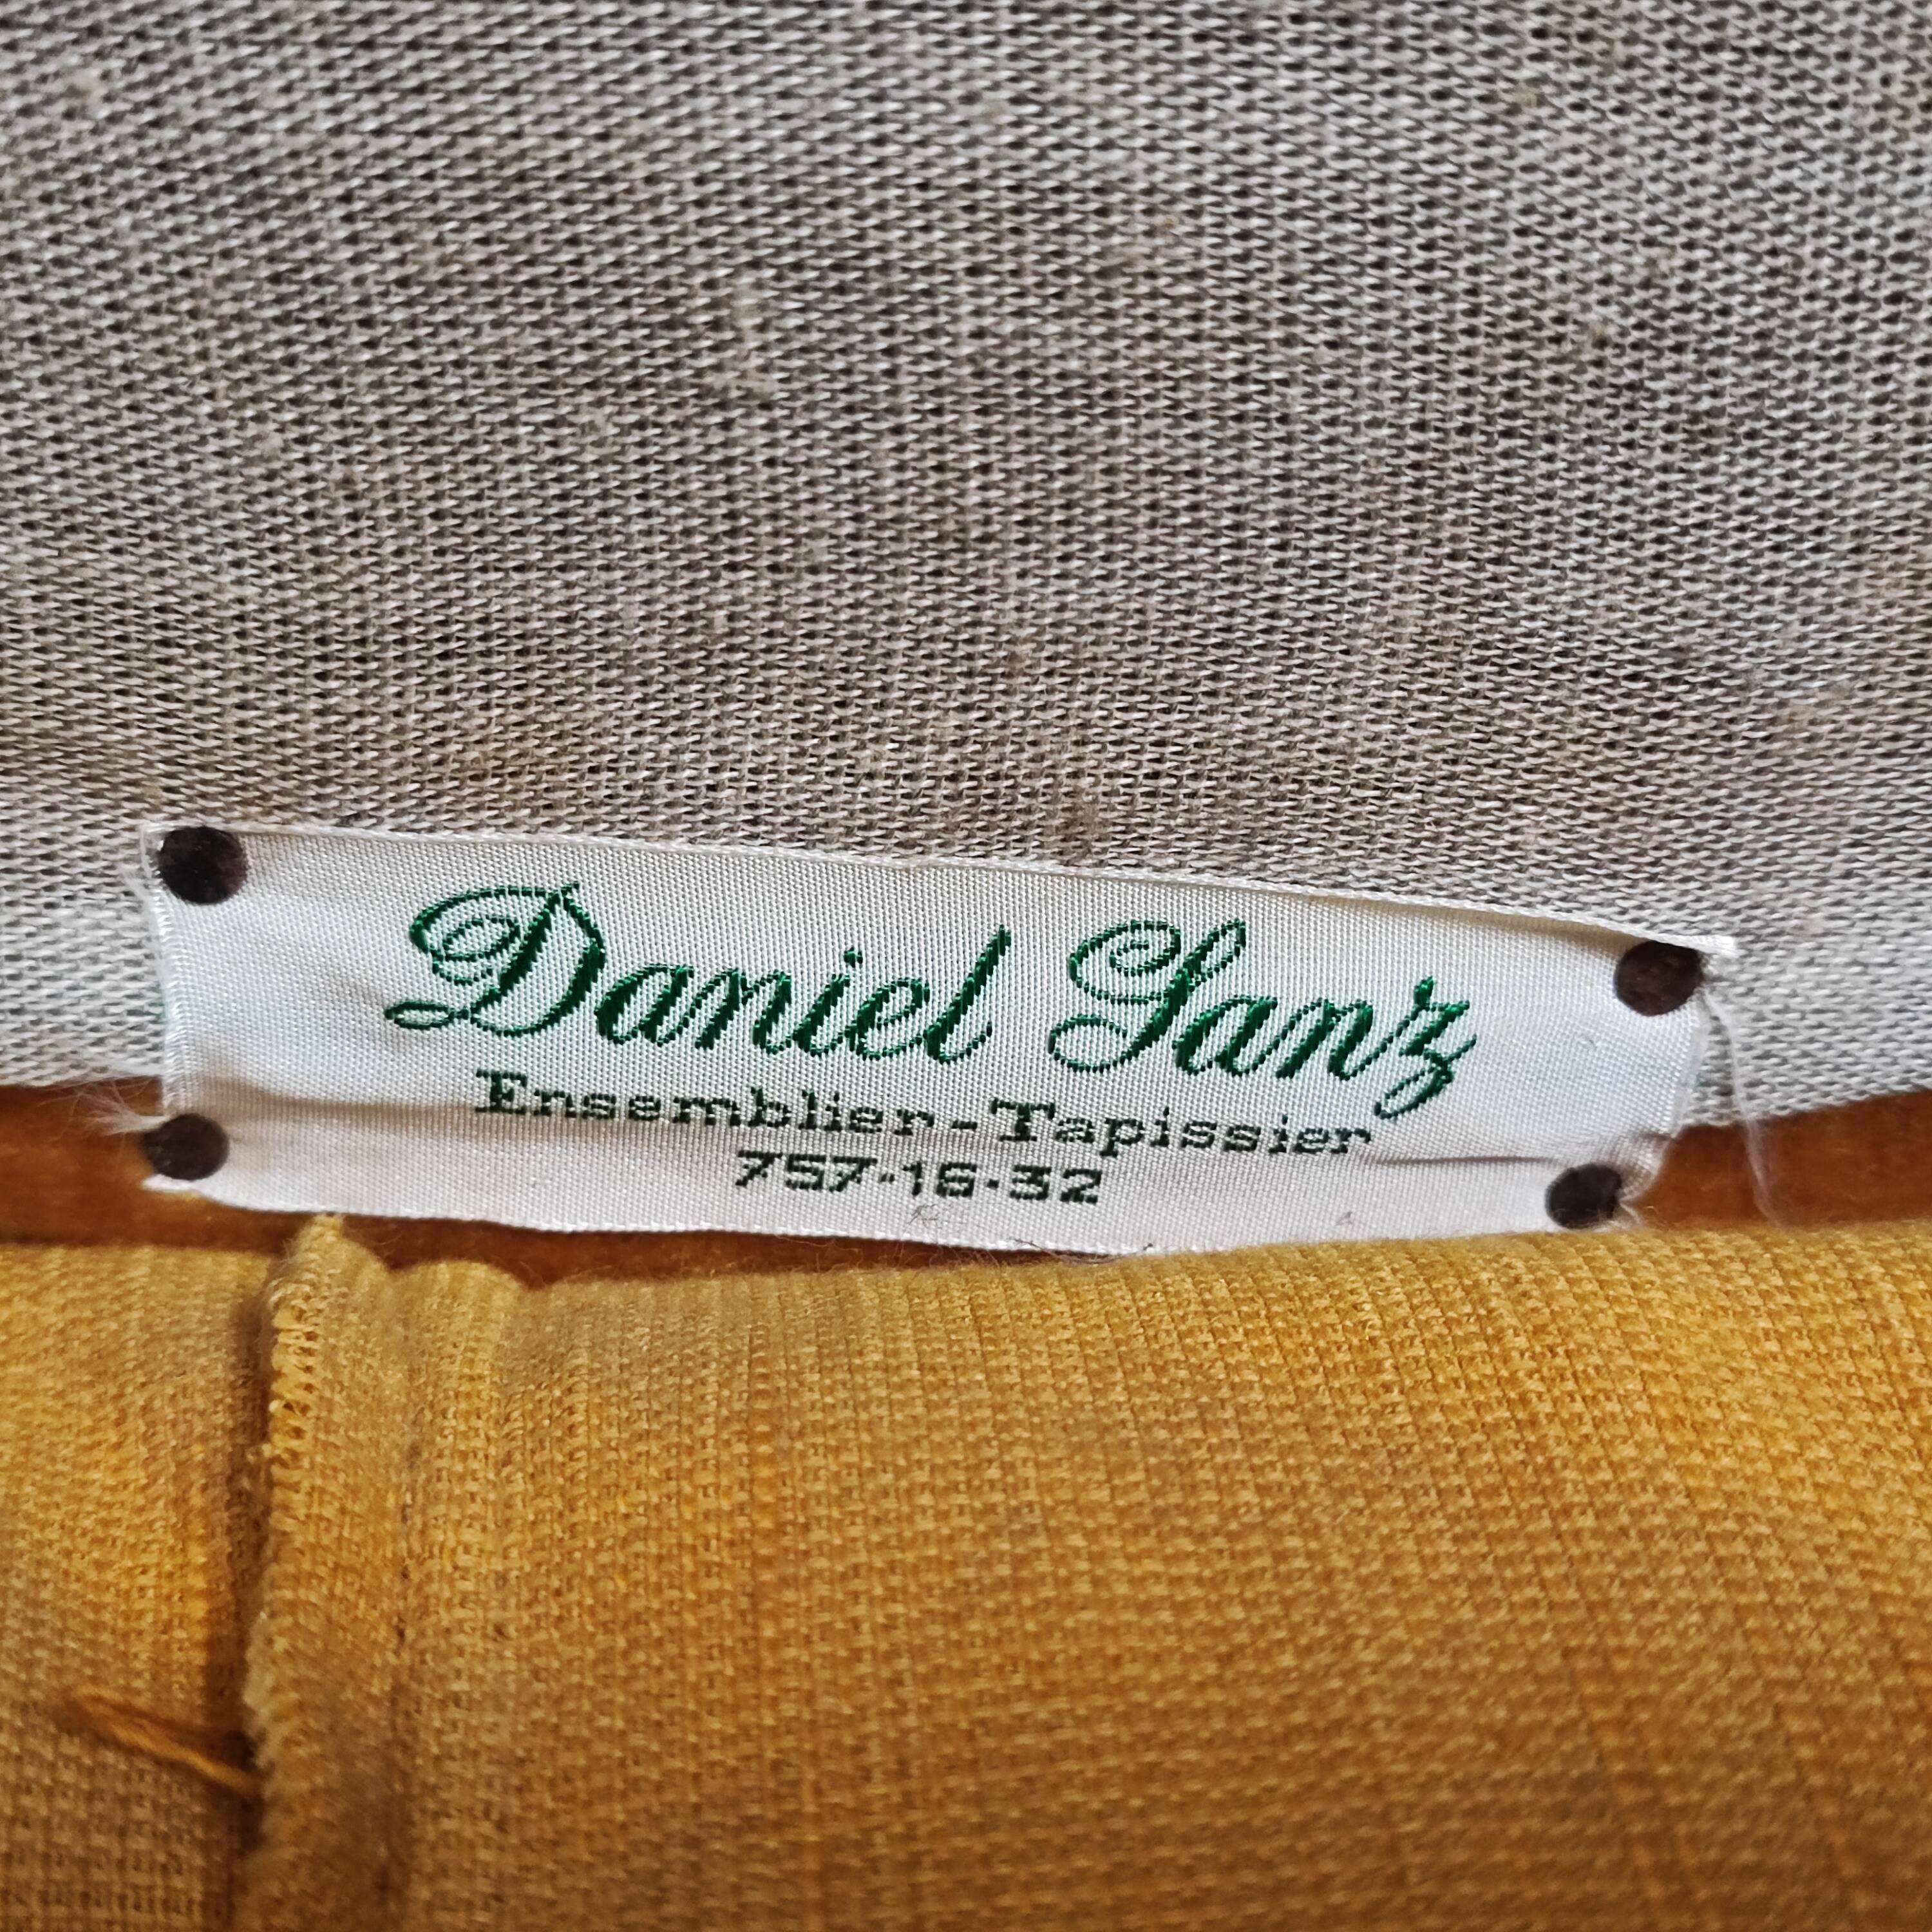 Daniel Sanz
Ensemblier-Tapissier
757-16-32